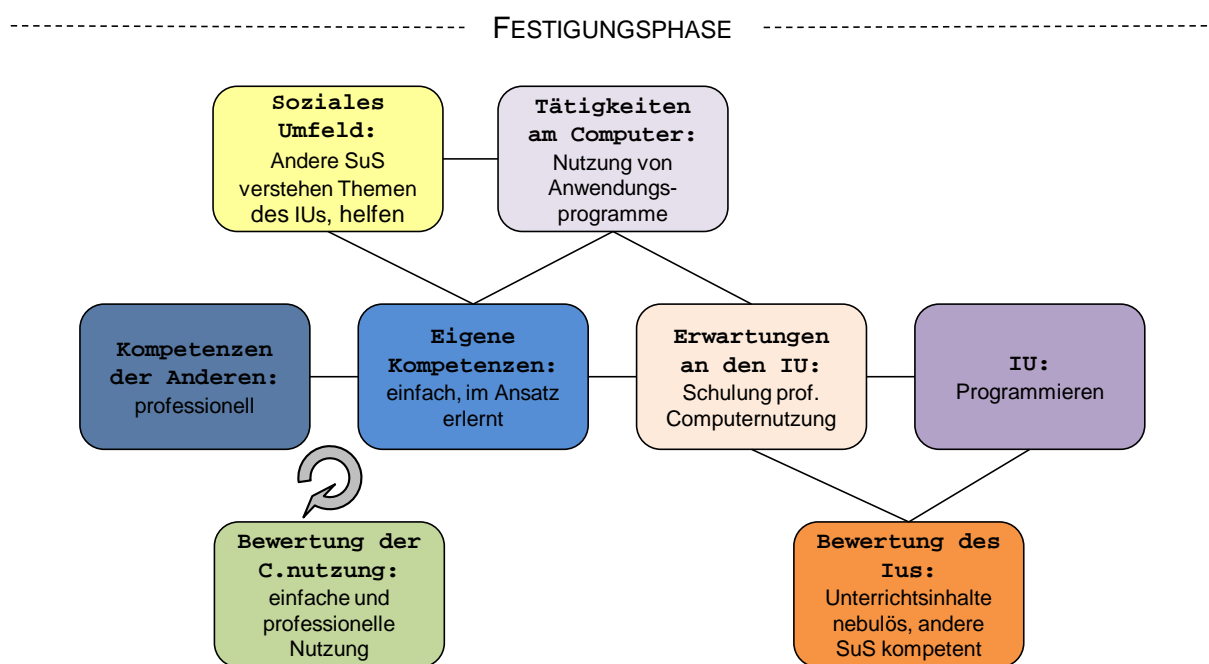 FESTIGUNGSPHASE
Soziales
Umfeld:
Andere SuS
verstehen Themen
des IUs, helfen
Tätigkeiten
am Computer:
Nutzung von
Anwendungs-
programme
Kompetenzen
der Anderen:
professionell
Eigene
Kompetenzen:
einfach, im Ansatz
erlernt
Erwartungen
an den IU:
Schulung prof.
Computernutzung
IU:
Programmieren
Bewertung der
C.nutzung:
einfache und
professionelle
Nutzung
Bewertung des
Ius:
Unterrichtsinhalte
nebulös, andere
SuS kompetent